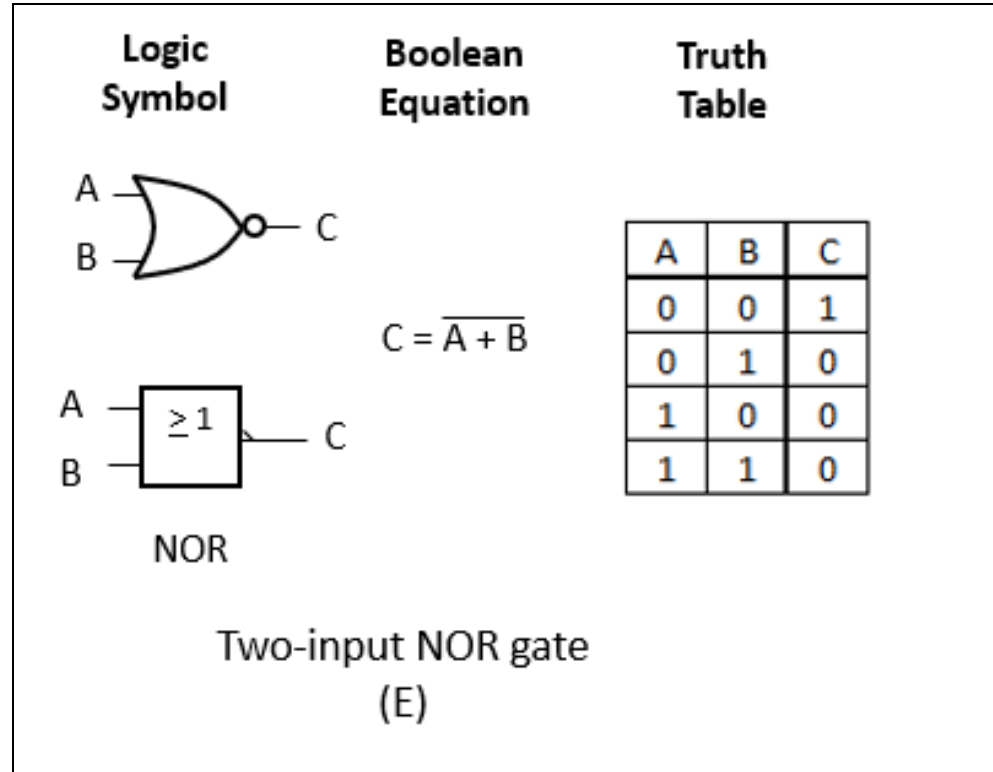 Logic Symbol
Boolean Equation
Truth Table
A
B
C
C = \overline{A + B}
A
B
≥ 1
C
NOR
A B C
0 0 1
0 1 0
1 0 0
1 1 0
Two-input NOR gate
(E)